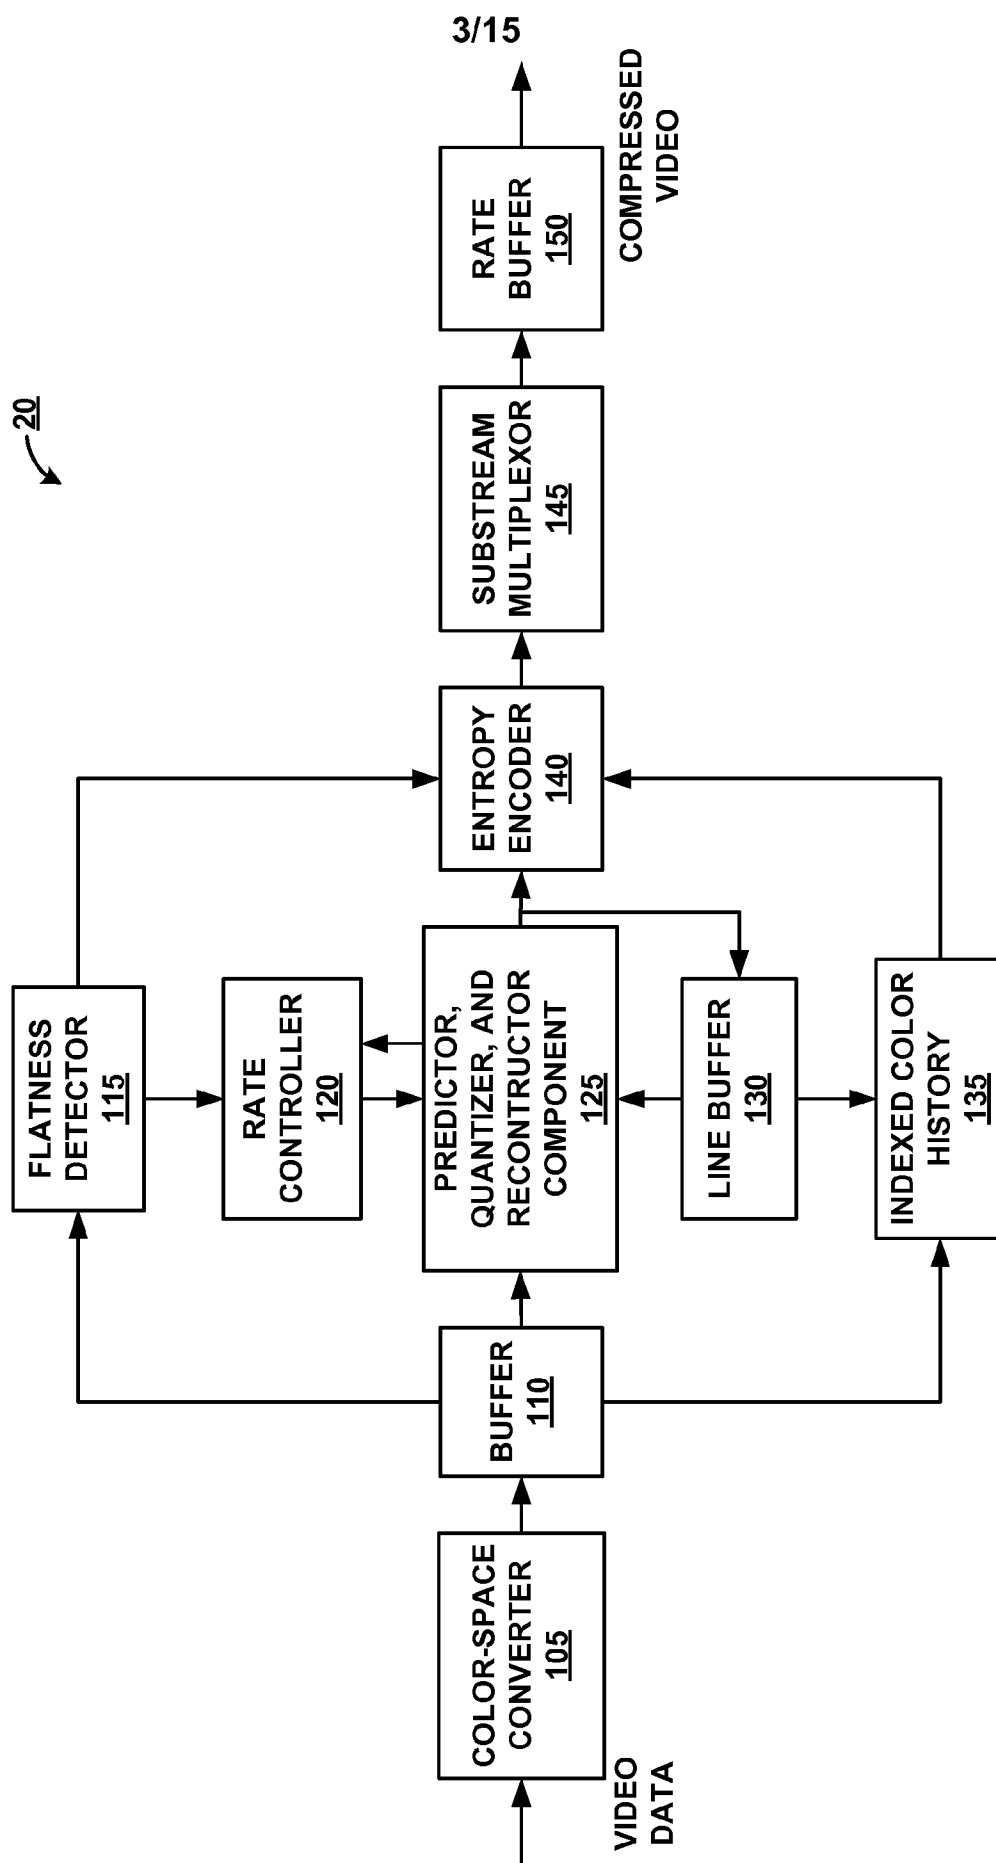 3/15
20
FLATNESS
DETECTOR
115
RATE
CONTROLLER
120
VIDEO
DATA
COLOR-SPACE
CONVERTER
105
BUFFER
110
PREDICTOR,
QUANTIZER, AND
RECONTRUCTOR
COMPONENT
125
ENTROPY
ENCODER
140
SUBSTREAM
MULTIPLEXOR
145
RATE
BUFFER
150
COMPRESSED
VIDEO
LINE BUFFER
130
INDEXED COLOR
HISTORY
135